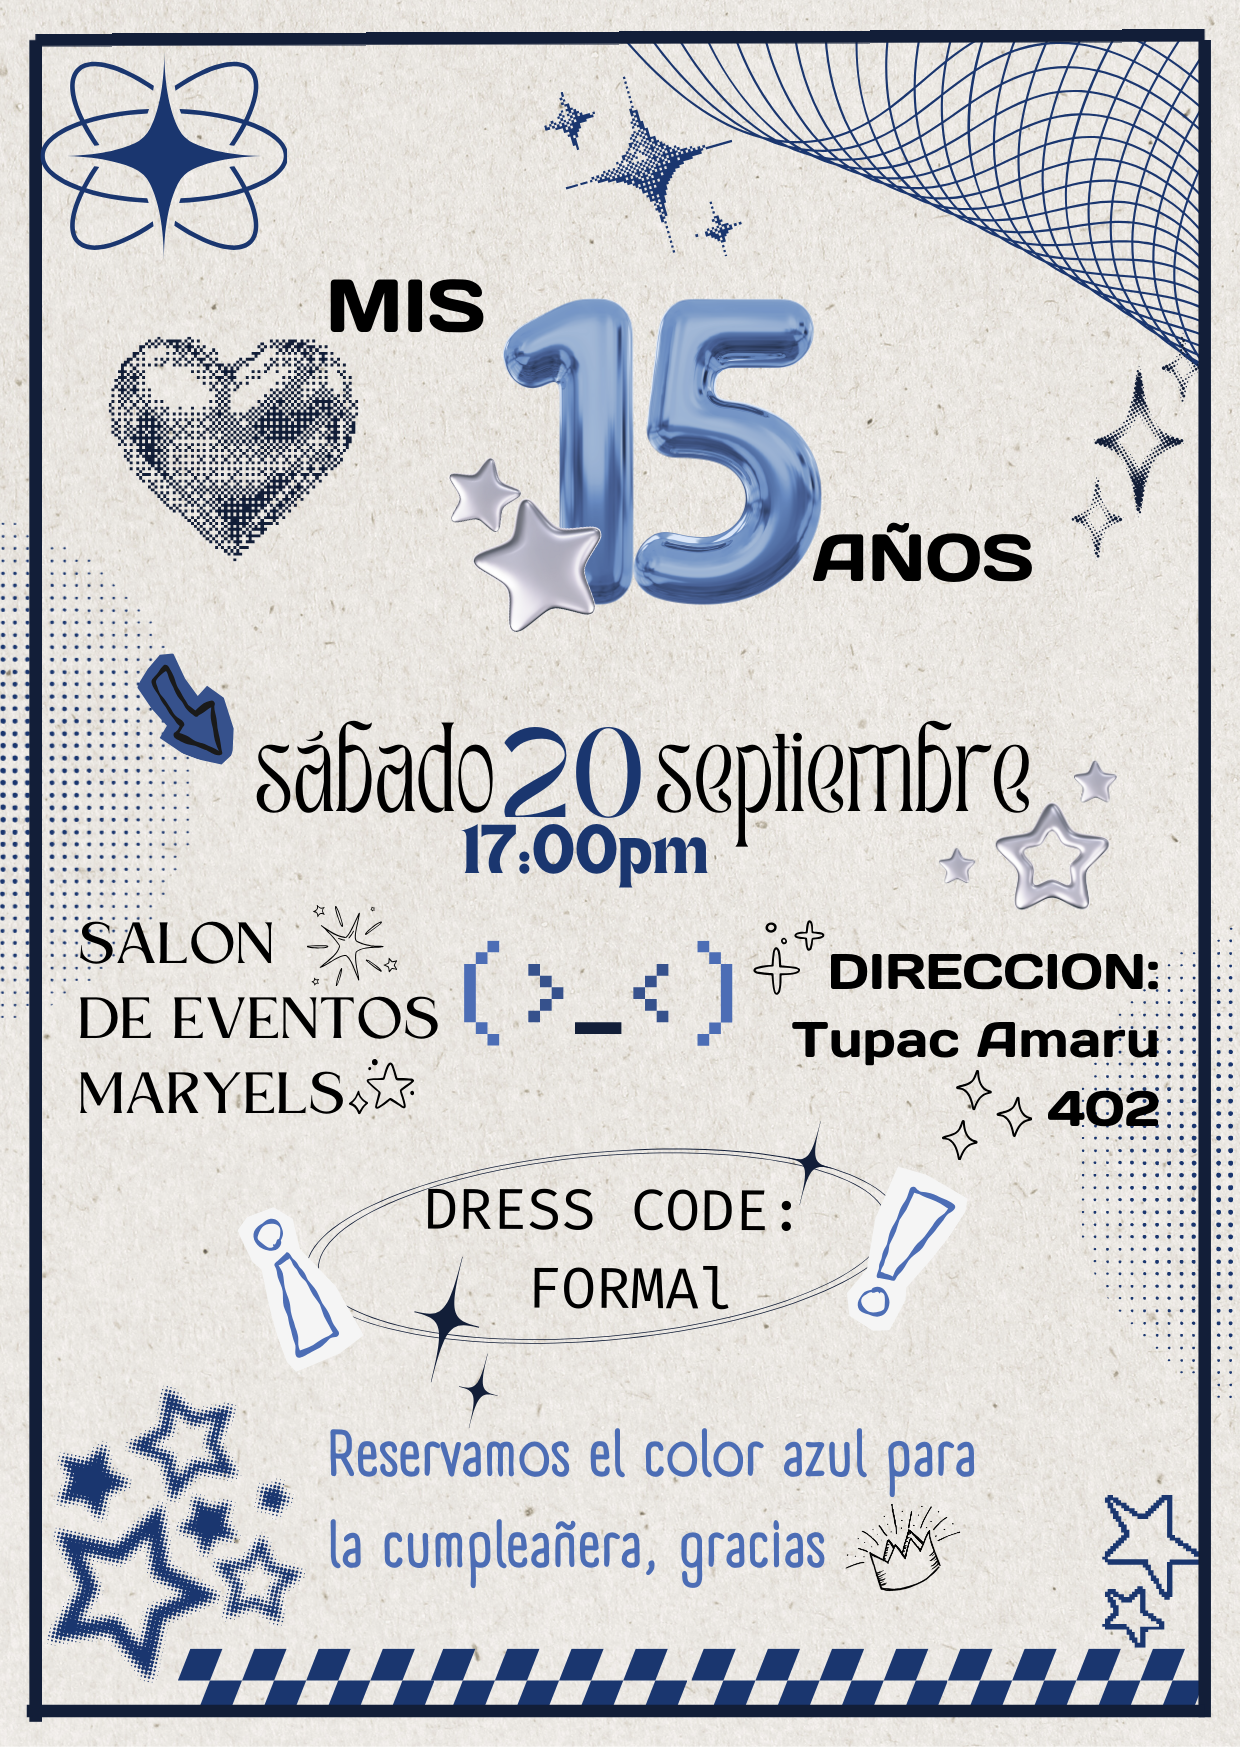 MIS
15
AÑOS
sábado 20 septiembre
17:00pm
SALON
DE EVENTOS
MARYELS
(>_<)
DIRECCION:
Tupac Amaru
402
DRESS CODE:
FORMAl
Reservamos el color azul para
la cumpleañera, gracias